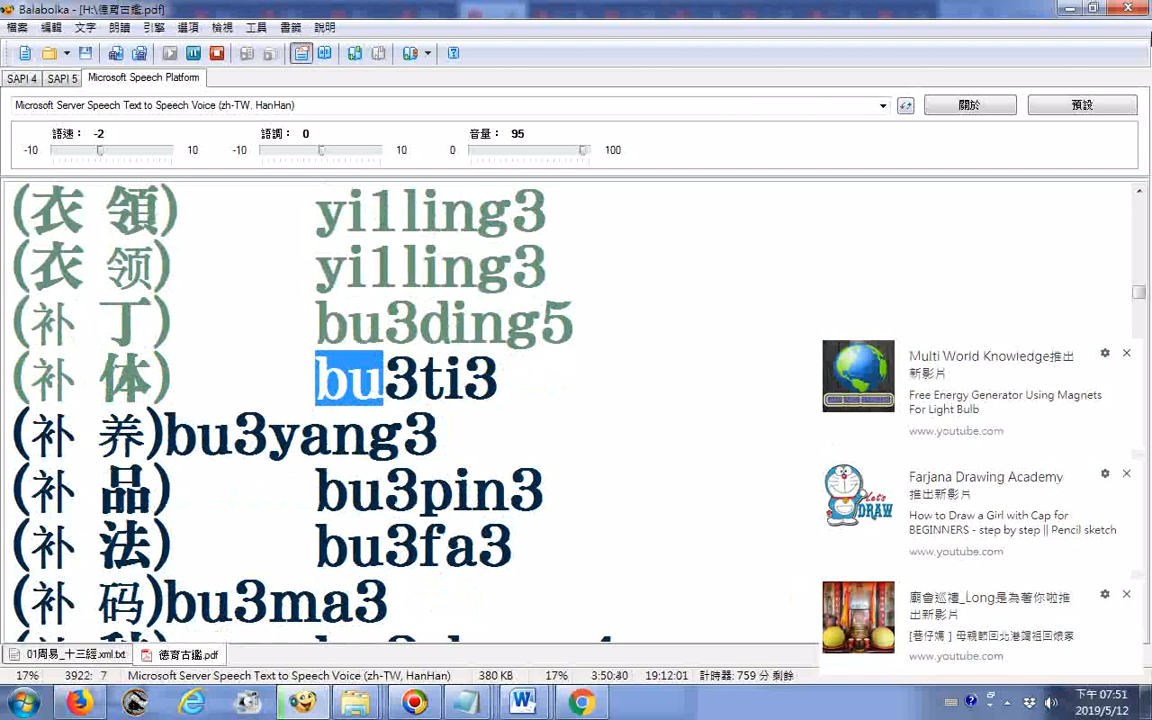 Balabolka - [H:\德育古鑑.pdf]
檔案 編輯 文字 朗讀 引擎 選項 檢視 工具 書籤 說明
SAPI 4 SAPI 5 Microsoft Speech Platform
Microsoft Server Speech Text to Speech Voice (zh-TW, HanHan) 關於 預設
語速： -2 語調： 0 音量： 95
-10 10 -10 10 0 100
(衣 領) yi1ling3
(衣 领) yi1ling3
(补 丁) bu3ding5
(补 体) bu3ti3
(补 养)bu3yang3
(补 品) bu3pin3
(补 法) bu3fa3
(补 码)bu3ma3
Multi World Knowledge推出
新影片
Free Energy Generator Using Magnets
For Light Bulb
www.youtube.com
Farjana Drawing Academy
推出新影片
How to Draw a Girl with Cap for
BEGINNERS - step by step || Pencil sketch
www.youtube.com
廟會巡禮_Long是為著你啦推
出新影片
[巷仔媽 ] 母親節回北港謁祖回娘家
www.youtube.com
01周易_十三經.xml.txt 德育古鑑.pdf
17% 3922: 7 Microsoft Server Speech Text to Speech Voice (zh-TW, HanHan) 380 KB 17% 3:50:40 19:12:01 計時器: 759 分 剩餘
下午 07:51
2019/5/12